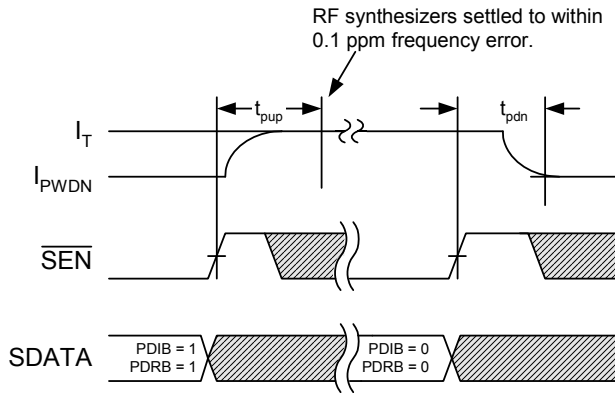 RF synthesizers settled to within
0.1 ppm frequency error.
t_pup
t_pdn
I_T
I_PWDN
SEN
SDATA
PDIB = 1
PDRB = 1
PDIB = 0
PDRB = 0